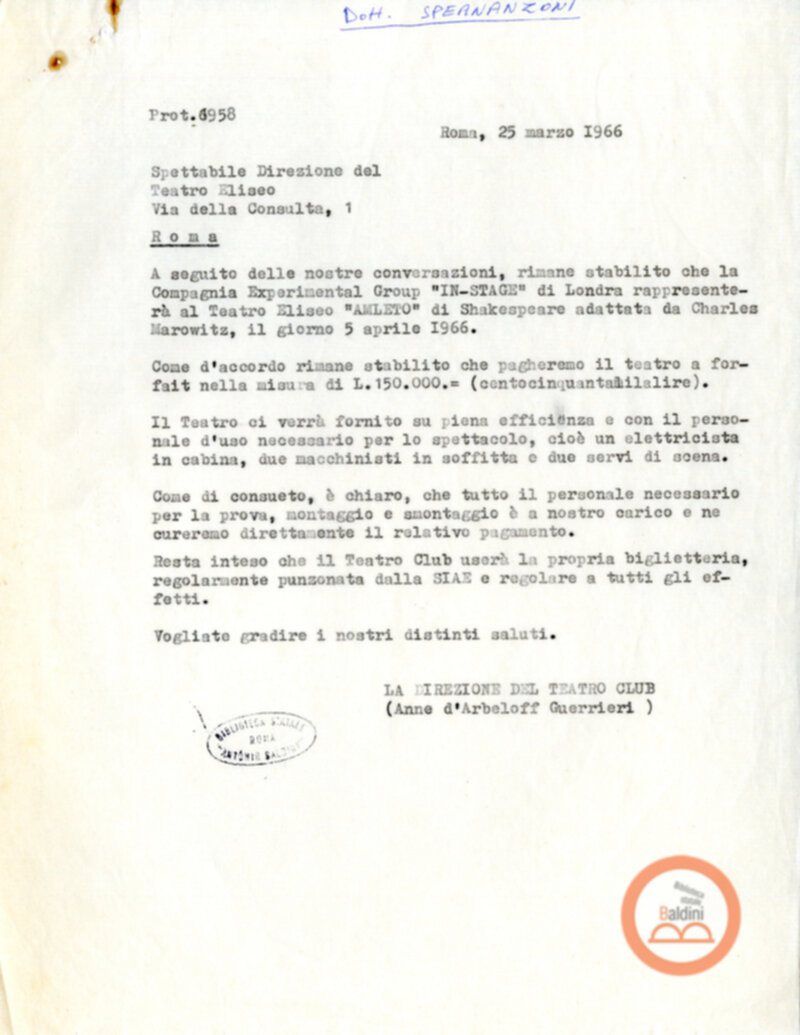 Dott. SPERNANZONI
Prot.6958
Roma, 25 marzo 1966
Spettabile Direzione del
Teatro Eliseo
Via della Consulta, 1
R o m a
A seguito delle nostre conversazioni, rimane stabilito che la
Compagnia Experimental Group "IN-STAGE" di Londra rappresente-
rà al Teatro Eliseo "AMLETO" di Shakespeare adattata da Charles
Marowitz, il giorno 5 aprile 1966.
Come d'accordo rimane stabilito che pagheremo il teatro a for-
fait nella misura di L.150.000.= (centocinquantamilalire).
Il Teatro ci verrà fornito su piena efficienza e con il perso-
nale d'uso necessario per lo spettacolo, cioè un elettricista
in cabina, due macchinisti in soffitta e due servi di scena.
Come di consueto, è chiaro, che tutto il personale necessario
per la prova, montaggio e smontaggio è a nostro carico e ne
cureremo direttamente il relativo pagamento.
Resta inteso che il Teatro Club userà la propria biglietteria,
regolarmente punzonata dalla SIAE e regolare a tutti gli ef-
fetti.
Vogliate gradire i nostri distinti saluti.
LA DIREZIONE DEL TEATRO CLUB
(Anne d'Arbeloff Guerrieri )
BIBLIOTECA STATALE
ROMA
"ANTONIO BALDINI"
Biblioteca
statale
Baldini